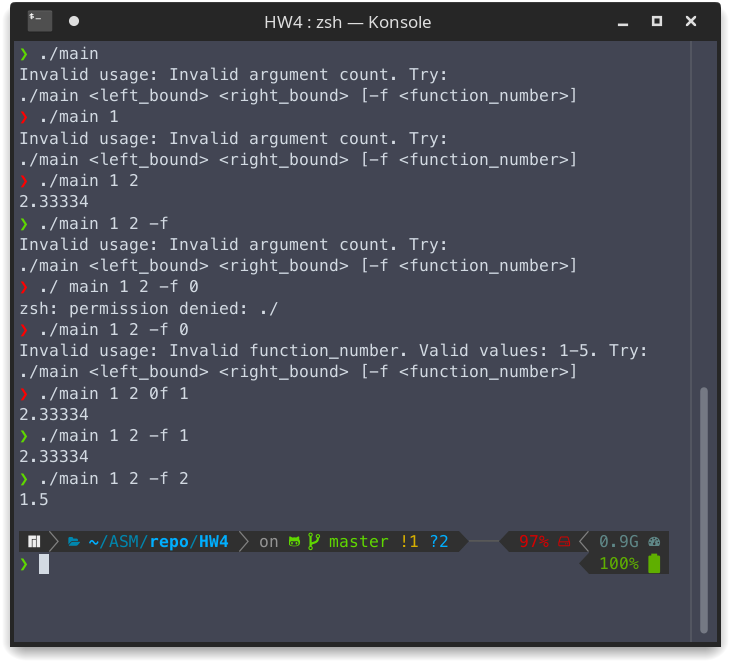 HW4 : zsh — Konsole
❯ ./main
Invalid usage: Invalid argument count. Try:
./main <left_bound> <right_bound> [-f <function_number>]
❯ ./main 1
Invalid usage: Invalid argument count. Try:
./main <left_bound> <right_bound> [-f <function_number>]
❯ ./main 1 2
2.33334
❯ ./main 1 2 -f
Invalid usage: Invalid argument count. Try:
./main <left_bound> <right_bound> [-f <function_number>]
❯ ./ main 1 2 -f 0
zsh: permission denied: ./
❯ ./main 1 2 -f 0
Invalid usage: Invalid function_number. Valid values: 1-5. Try:
./main <left_bound> <right_bound> [-f <function_number>]
❯ ./main 1 2 0f 1
2.33334
❯ ./main 1 2 -f 1
2.33334
❯ ./main 1 2 -f 2
1.5
~/ASM/repo/HW4 on master !1 ?2 97% 0.9G
100%
❯